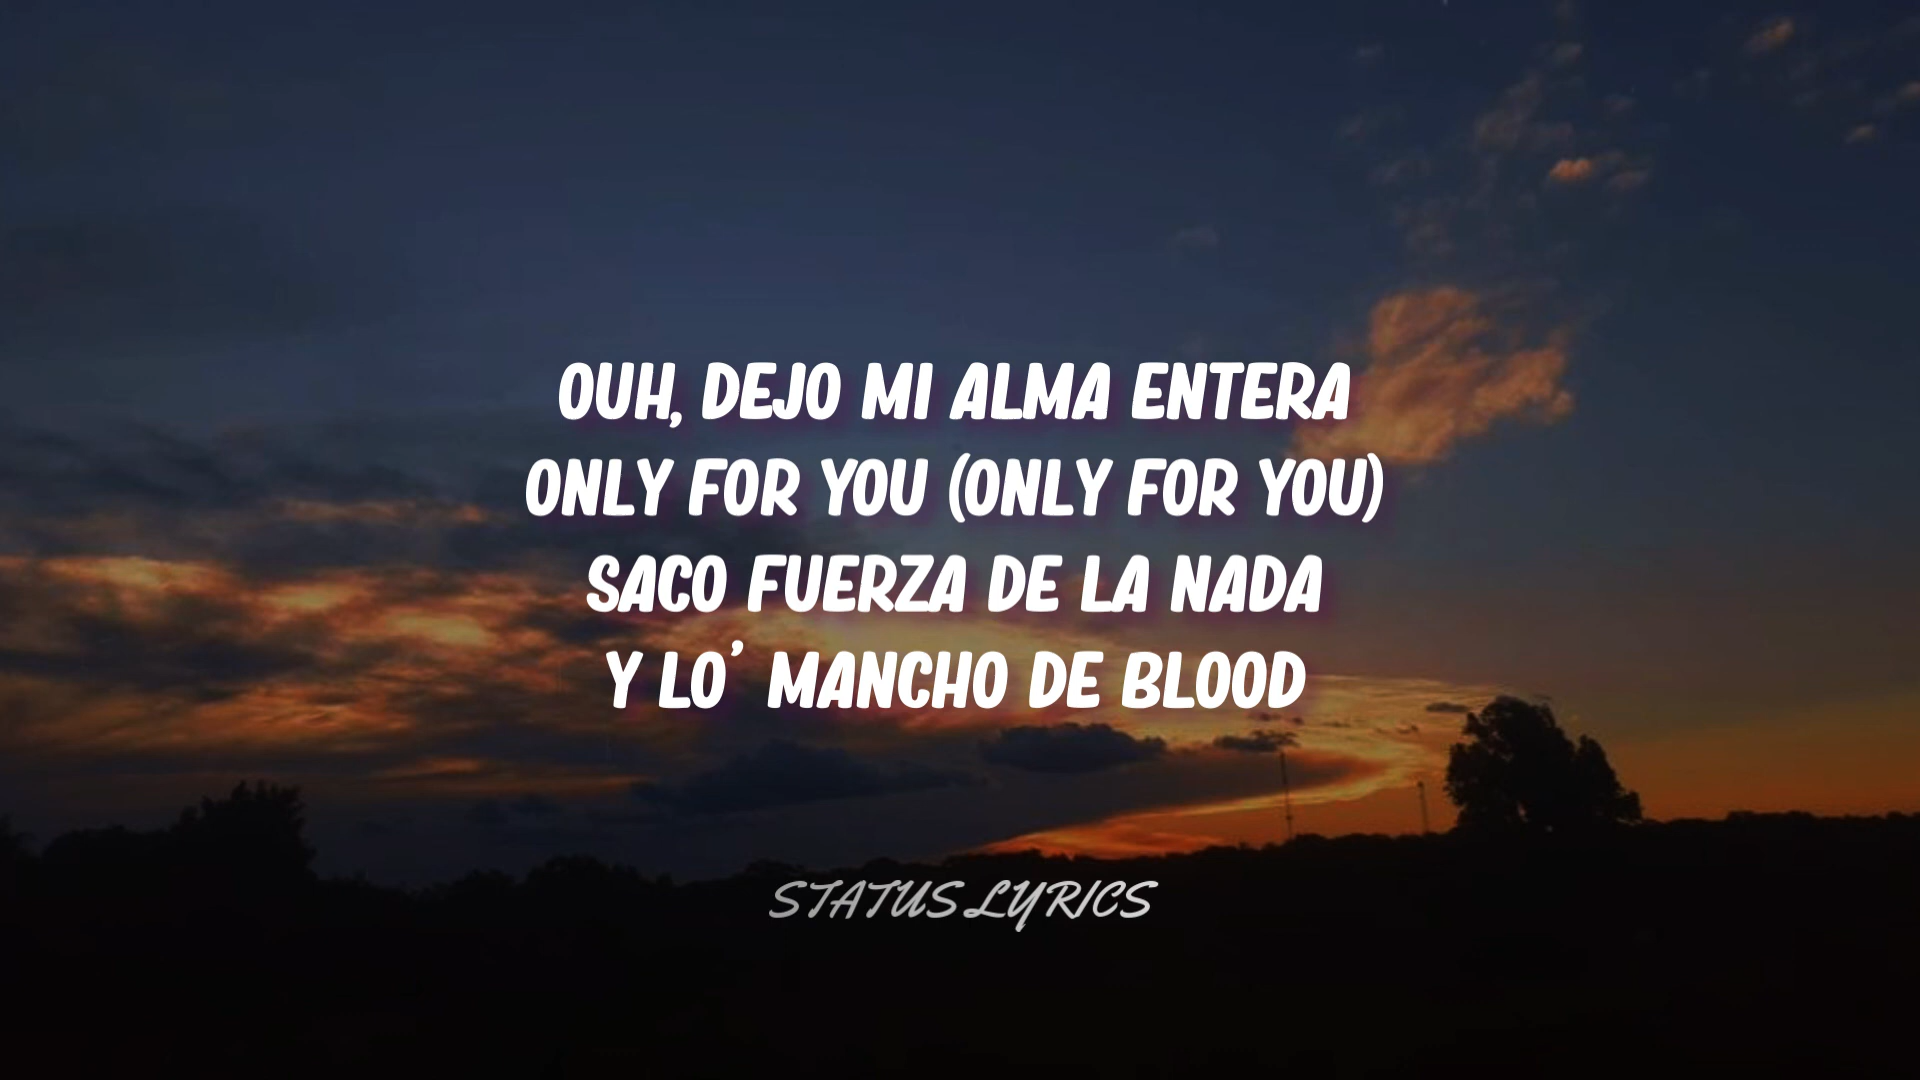 OUH, DEJO MI ALMA ENTERA
ONLY FOR YOU (ONLY FOR YOU)
SACO FUERZA DE LA NADA
Y LO' MANCHO DE BLOOD
STATUS LYRICS